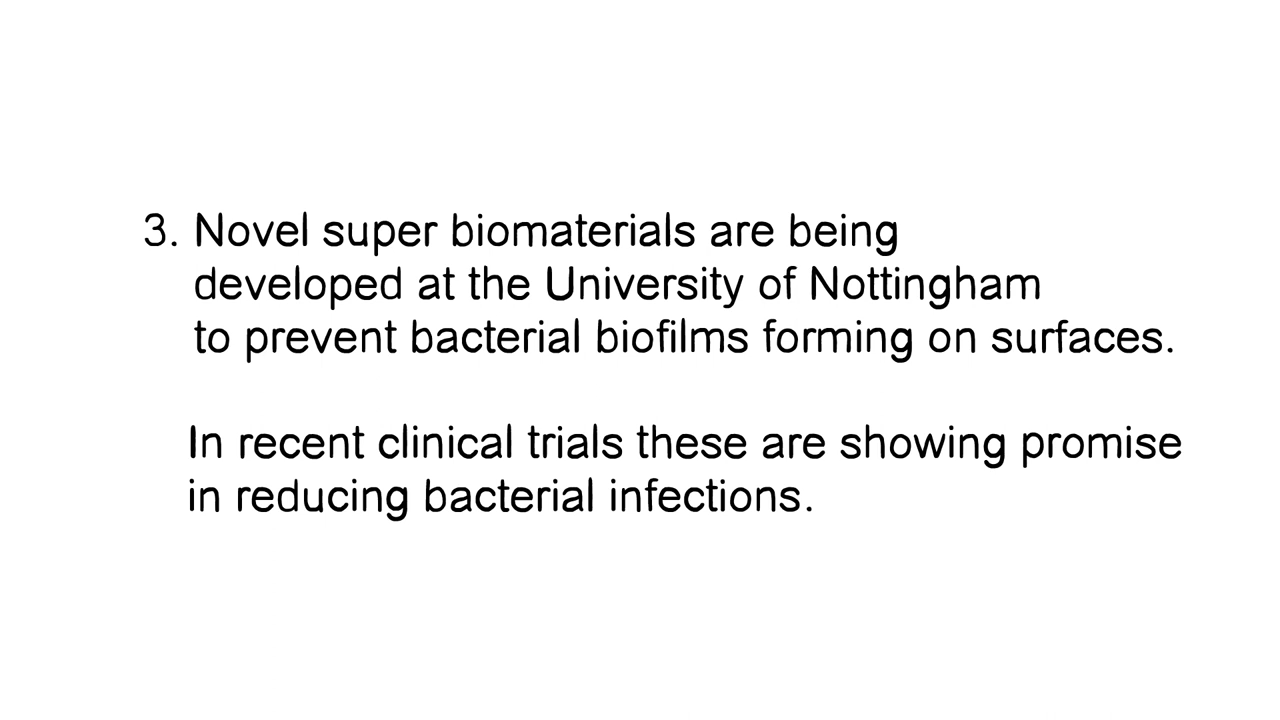 3. Novel super biomaterials are being
developed at the University of Nottingham
to prevent bacterial biofilms forming on surfaces.
In recent clinical trials these are showing promise
in reducing bacterial infections.